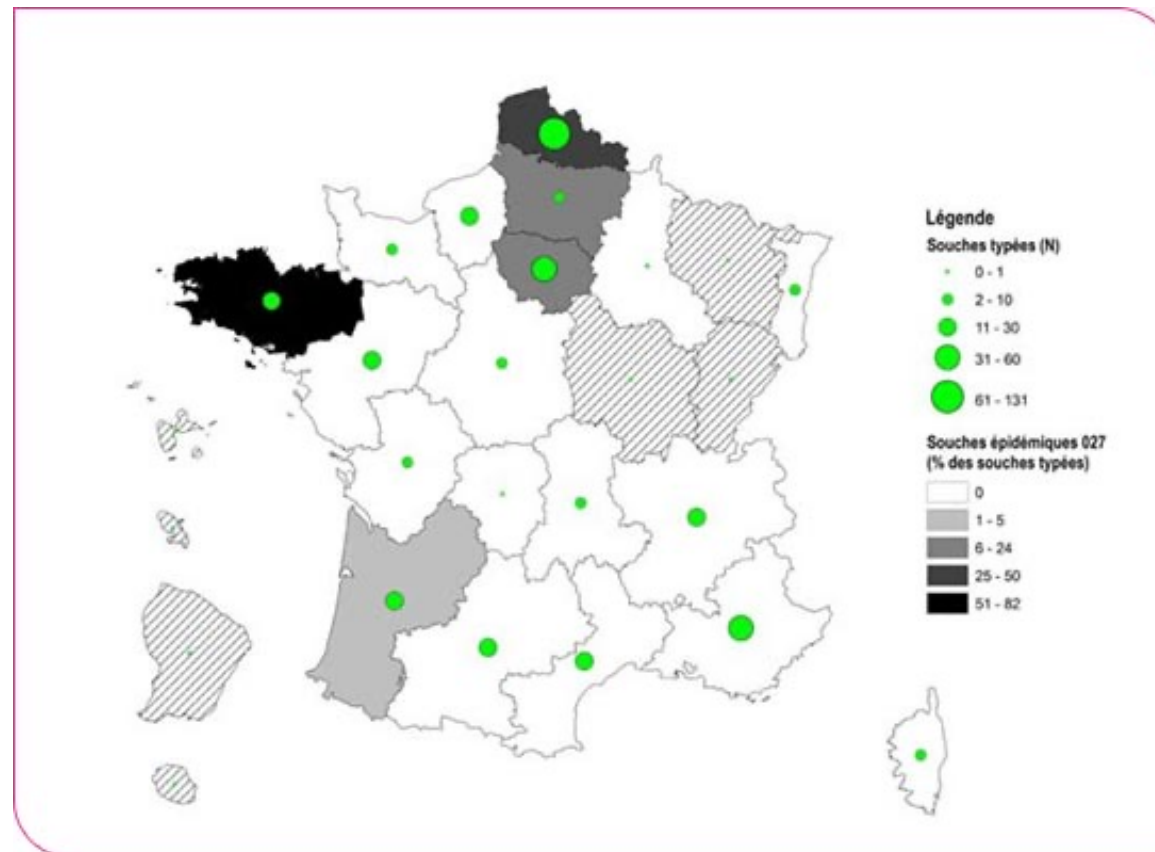 Légende
Souches typées (N)
0 - 1
2 - 10
11 - 30
31 - 60
61 - 131
Souches épidémiques 027
(% des souches typées)
0
1 - 5
6 - 24
25 - 50
51 - 82